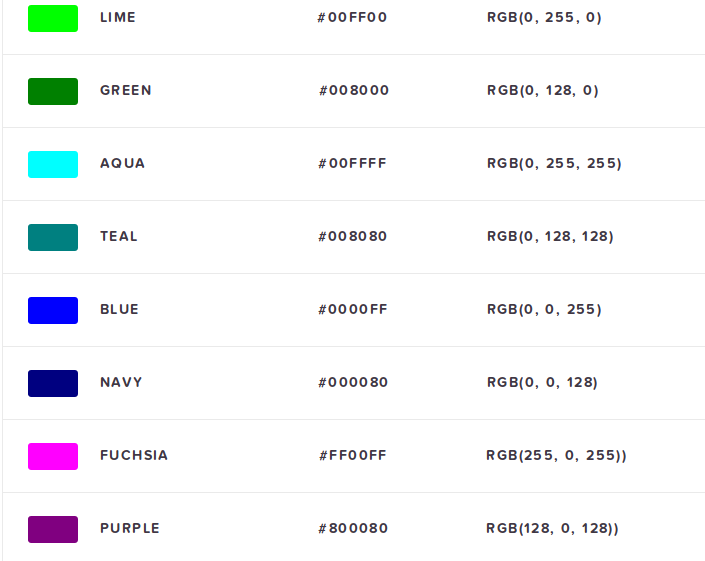 LIME #00FF00 RGB(0, 255, 0)
GREEN #008000 RGB(0, 128, 0)
AQUA #00FFFF RGB(0, 255, 255)
TEAL #008080 RGB(0, 128, 128)
BLUE #0000FF RGB(0, 0, 255)
NAVY #000080 RGB(0, 0, 128)
FUCHSIA #FF00FF RGB(255, 0, 255))
PURPLE #800080 RGB(128, 0, 128))